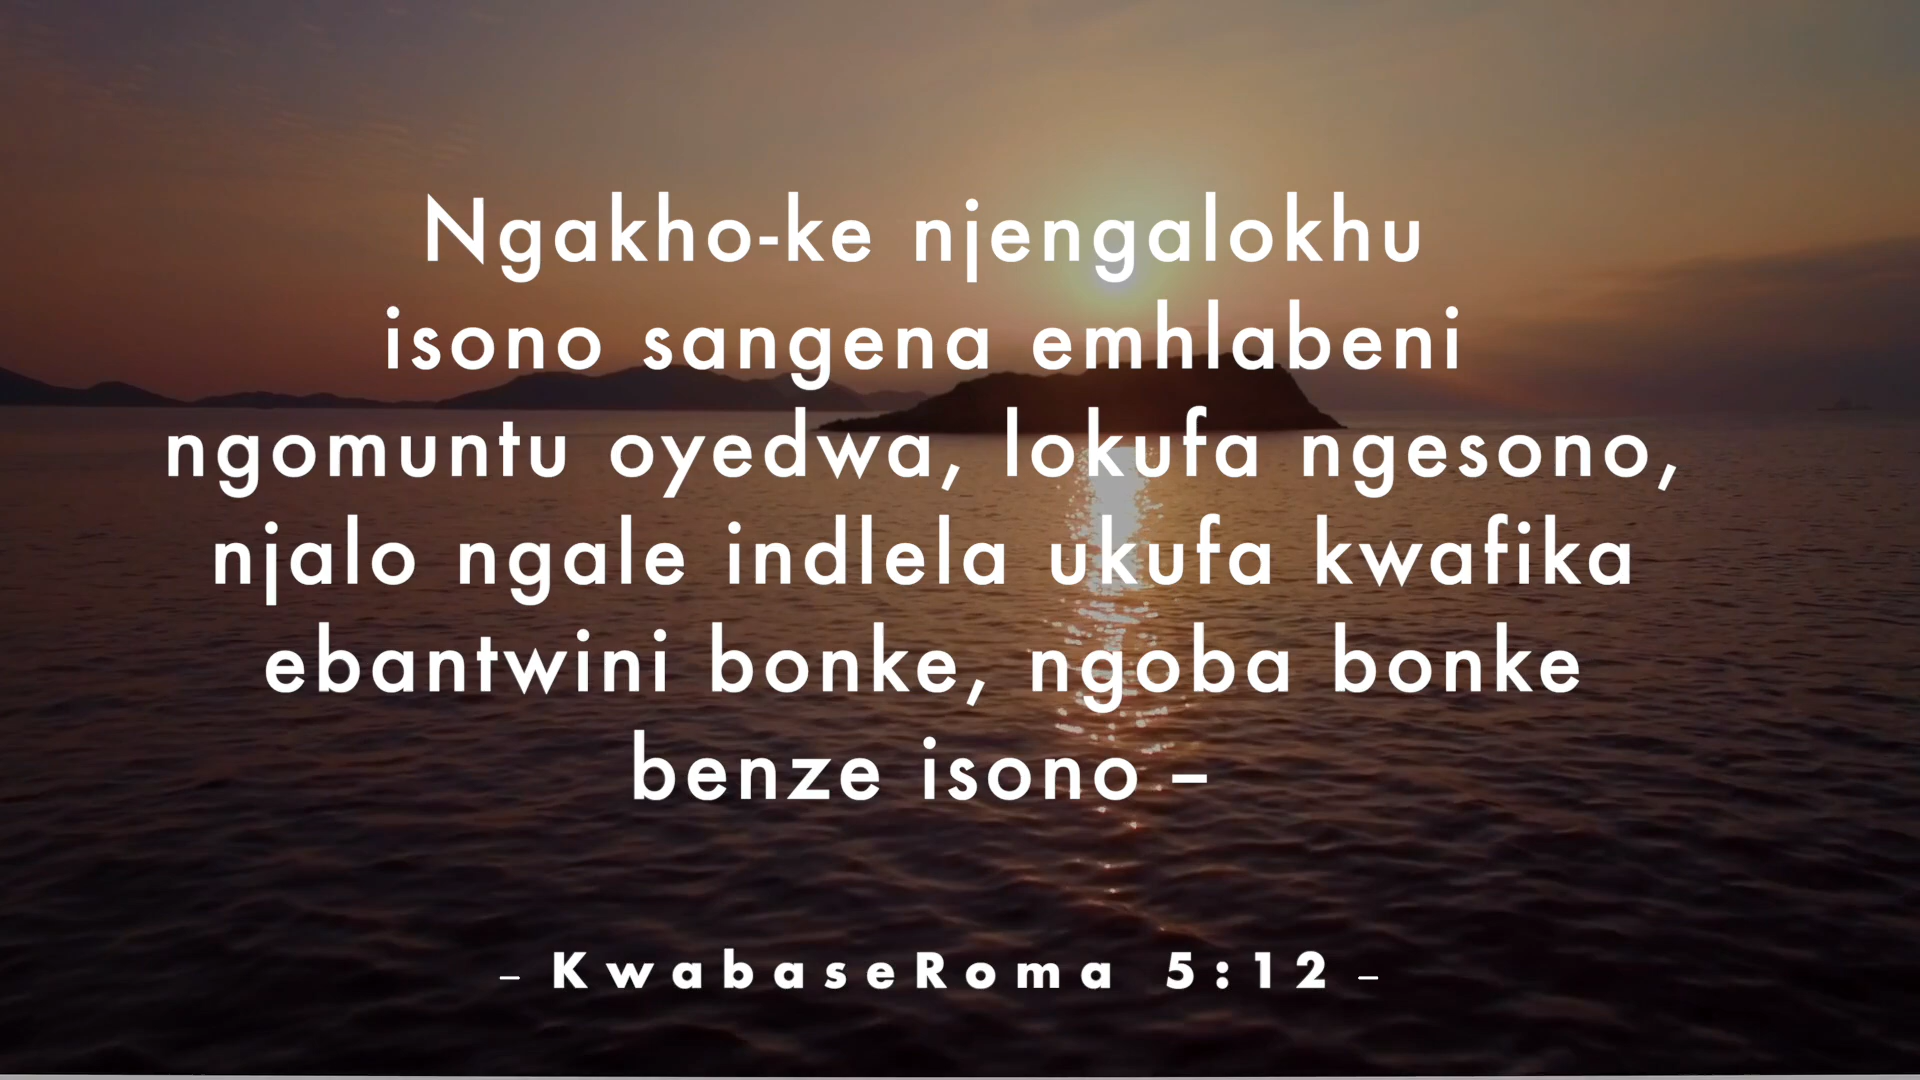 Ngakho-ke njengalokhu
isono sangena emhlabeni
ngomuntu oyedwa, lokufa ngesono,
njalo ngale indlela ukufa kwafika
ebantwini bonke, ngoba bonke
benze isono –
– KwabaseRoma 5:12 –